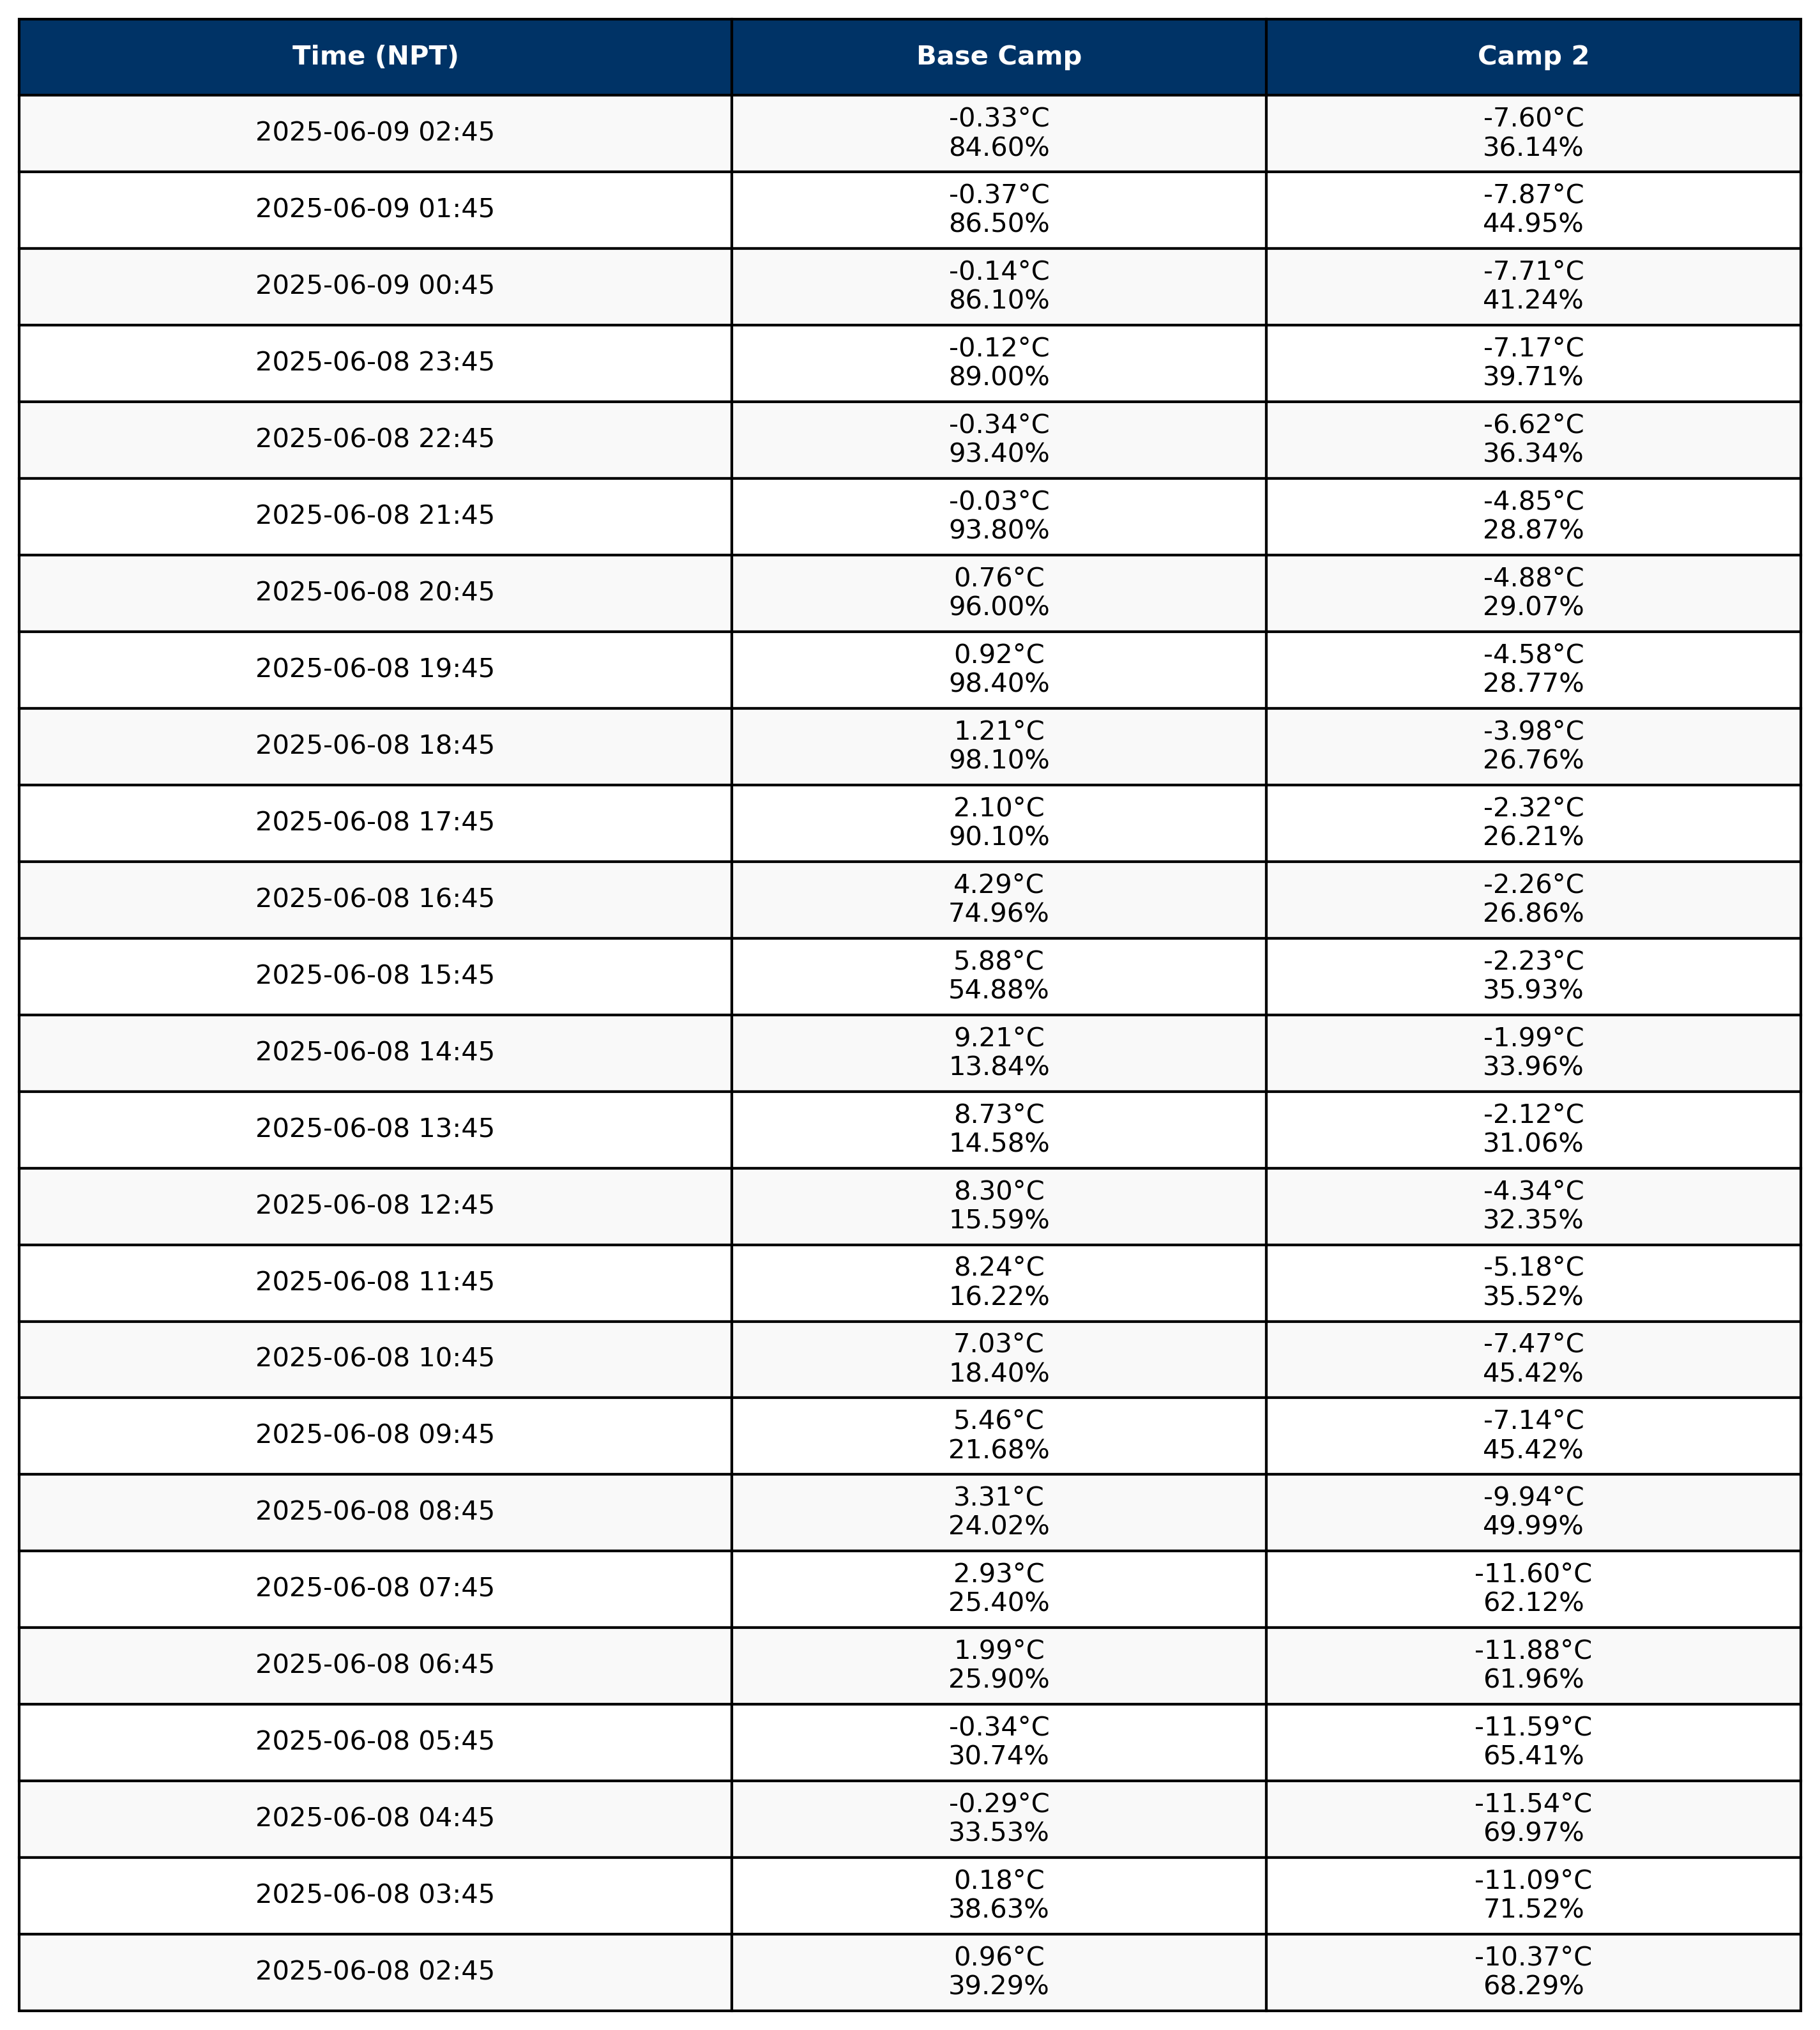 Time (NPT) Base Camp Camp 2
2025-06-09 02:45 -0.33°C -7.60°C
84.60% 36.14%
2025-06-09 01:45 -0.37°C -7.87°C
86.50% 44.95%
2025-06-09 00:45 -0.14°C -7.71°C
86.10% 41.24%
2025-06-08 23:45 -0.12°C -7.17°C
89.00% 39.71%
2025-06-08 22:45 -0.34°C -6.62°C
93.40% 36.34%
2025-06-08 21:45 -0.03°C -4.85°C
93.80% 28.87%
2025-06-08 20:45 0.76°C -4.88°C
96.00% 29.07%
2025-06-08 19:45 0.92°C -4.58°C
98.40% 28.77%
2025-06-08 18:45 1.21°C -3.98°C
98.10% 26.76%
2025-06-08 17:45 2.10°C -2.32°C
90.10% 26.21%
2025-06-08 16:45 4.29°C -2.26°C
74.96% 26.86%
2025-06-08 15:45 5.88°C -2.23°C
54.88% 35.93%
2025-06-08 14:45 9.21°C -1.99°C
13.84% 33.96%
2025-06-08 13:45 8.73°C -2.12°C
14.58% 31.06%
2025-06-08 12:45 8.30°C -4.34°C
15.59% 32.35%
2025-06-08 11:45 8.24°C -5.18°C
16.22% 35.52%
2025-06-08 10:45 7.03°C -7.47°C
18.40% 45.42%
2025-06-08 09:45 5.46°C -7.14°C
21.68% 45.42%
2025-06-08 08:45 3.31°C -9.94°C
24.02% 49.99%
2025-06-08 07:45 2.93°C -11.60°C
25.40% 62.12%
2025-06-08 06:45 1.99°C -11.88°C
25.90% 61.96%
2025-06-08 05:45 -0.34°C -11.59°C
30.74% 65.41%
2025-06-08 04:45 -0.29°C -11.54°C
33.53% 69.97%
2025-06-08 03:45 0.18°C -11.09°C
38.63% 71.52%
2025-06-08 02:45 0.96°C -10.37°C
39.29% 68.29%